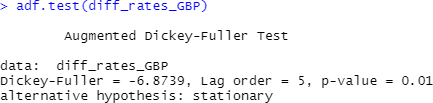 > adf.test(diff_rates_GBP)
Augmented Dickey-Fuller Test
data:  diff_rates_GBP
Dickey-Fuller = -6.8739, Lag order = 5, p-value = 0.01
alternative hypothesis: stationary